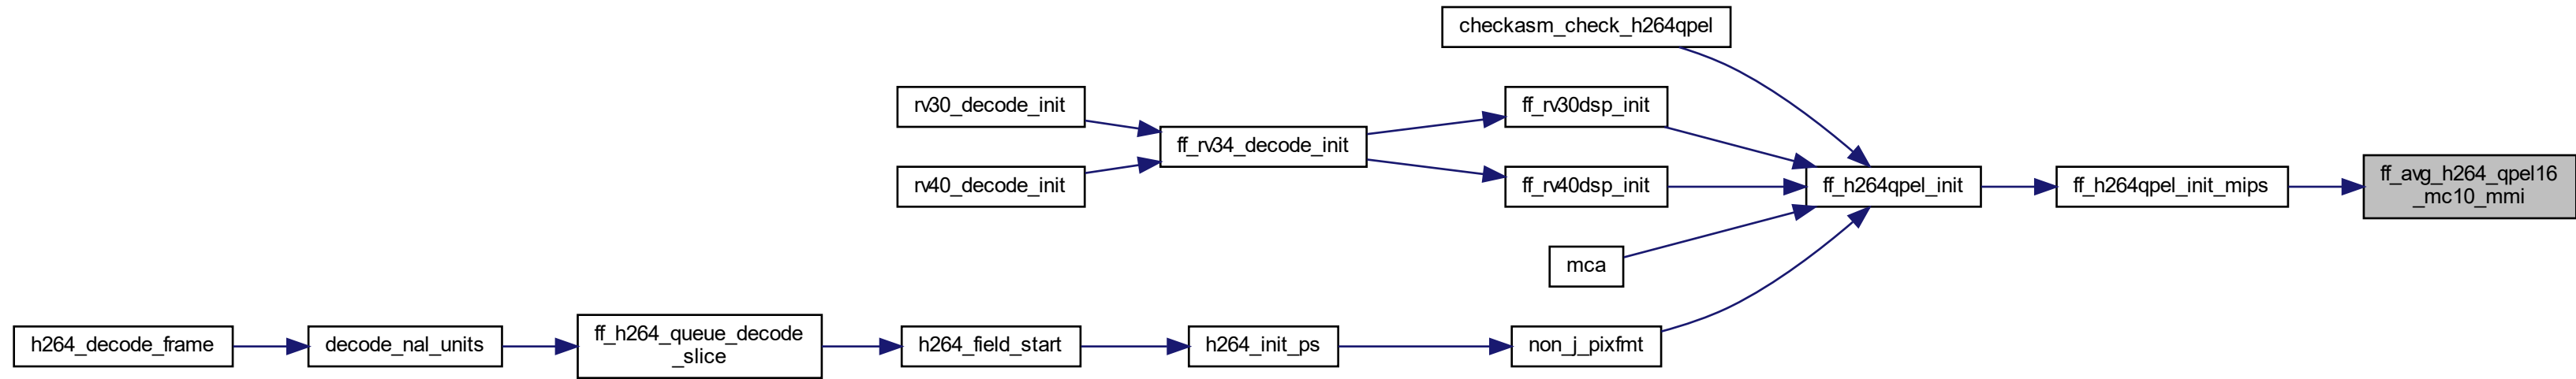 checkasm_check_h264qpel
rv30_decode_init
ff_rv30dsp_init
ff_rv34_decode_init
rv40_decode_init
ff_rv40dsp_init
ff_h264qpel_init
ff_h264qpel_init_mips
ff_avg_h264_qpel16
_mc10_mmi
mca
h264_decode_frame
decode_nal_units
ff_h264_queue_decode
_slice
h264_field_start
h264_init_ps
non_j_pixfmt